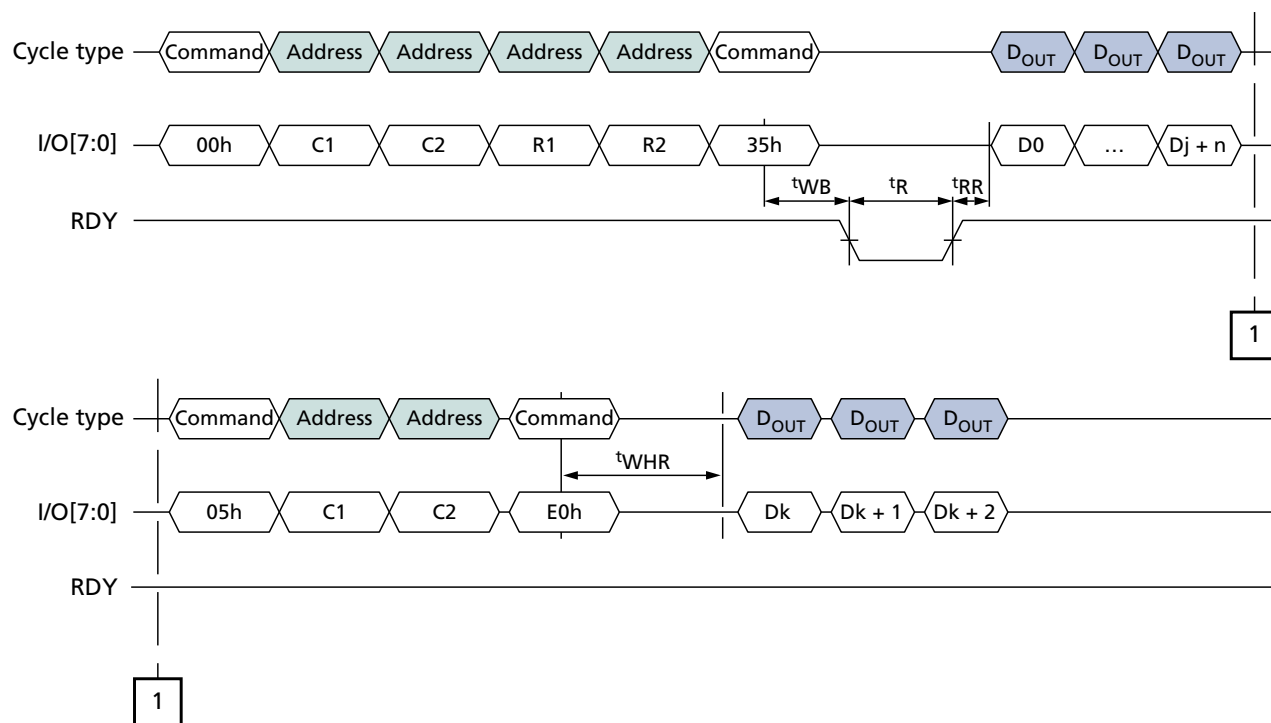 Cycle type Command Address Address Address Address Command DOUT DOUT DOUT
I/O[7:0] 00h C1 C2 R1 R2 35h D0 … Dj + n
tWB tR tRR
RDY
1
Cycle type Command Address Address Command DOUT DOUT DOUT
tWHR
I/O[7:0] 05h C1 C2 E0h Dk Dk + 1 Dk + 2
RDY
1